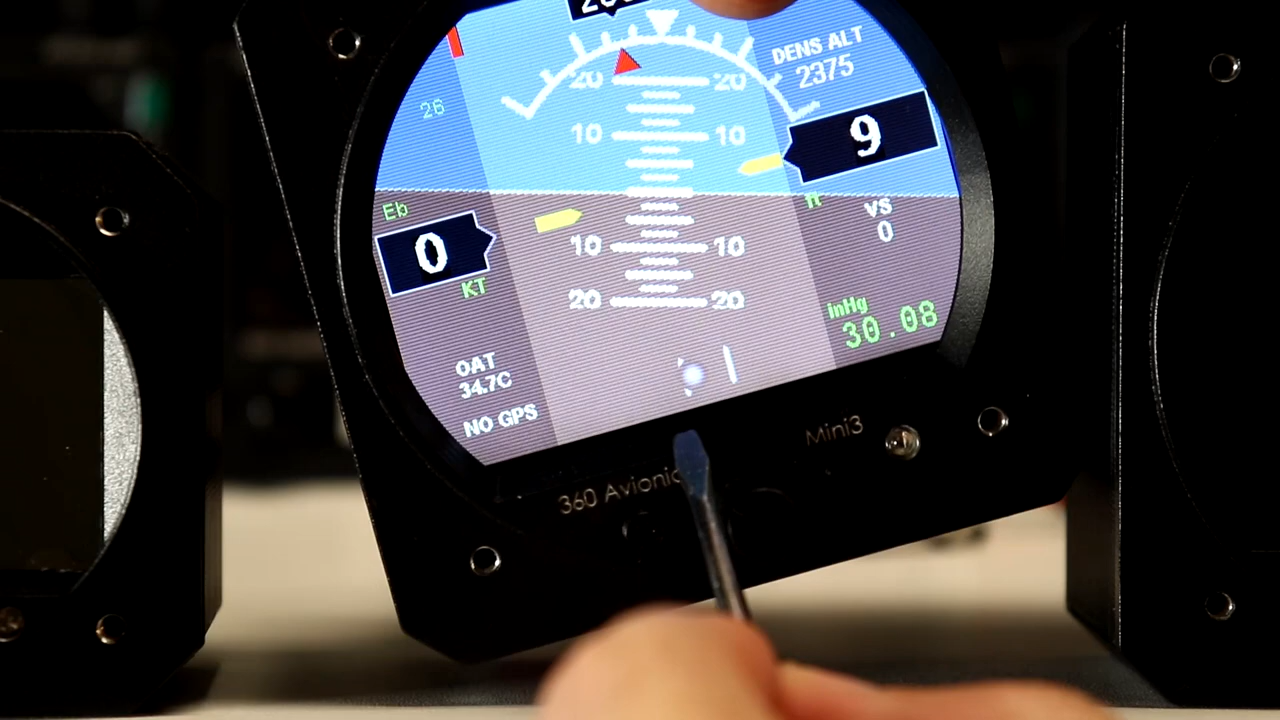 DENS ALT
2375
26
20 20
10 10
9
ft
Eb
0
KT
VS
0
10 10
20 20
inHg
30.08
OAT
34.7C
NO GPS
Mini3
360 Avionic